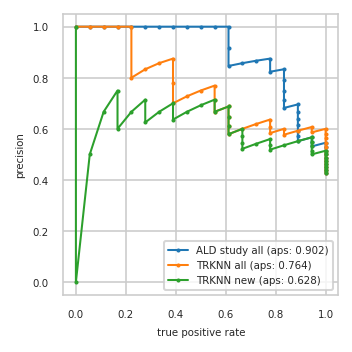 1.0
0.8
0.6
0.4
0.2
0.0
precision
0.0 0.2 0.4 0.6 0.8 1.0
true positive rate
ALD study all (aps: 0.902)
TRKNN all (aps: 0.764)
TRKNN new (aps: 0.628)